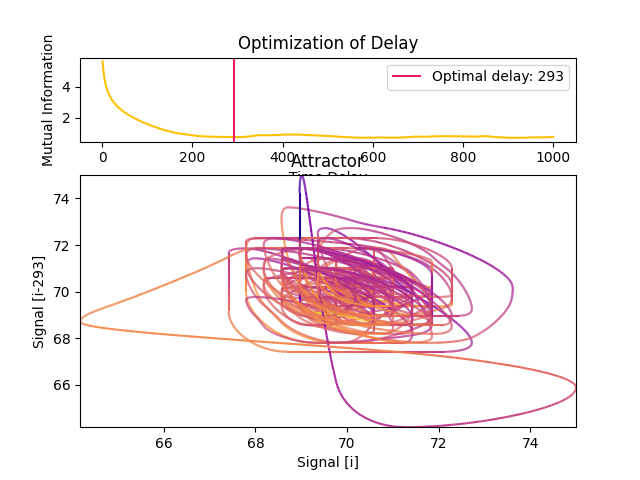 Optimization of Delay
Mutual Information
4
2
Optimal delay: 293
0
200
400
600
800
1000
Time Delay
Attractor
Signal [i-293]
74
72
70
68
66
66
68
70
72
74
Signal [i]